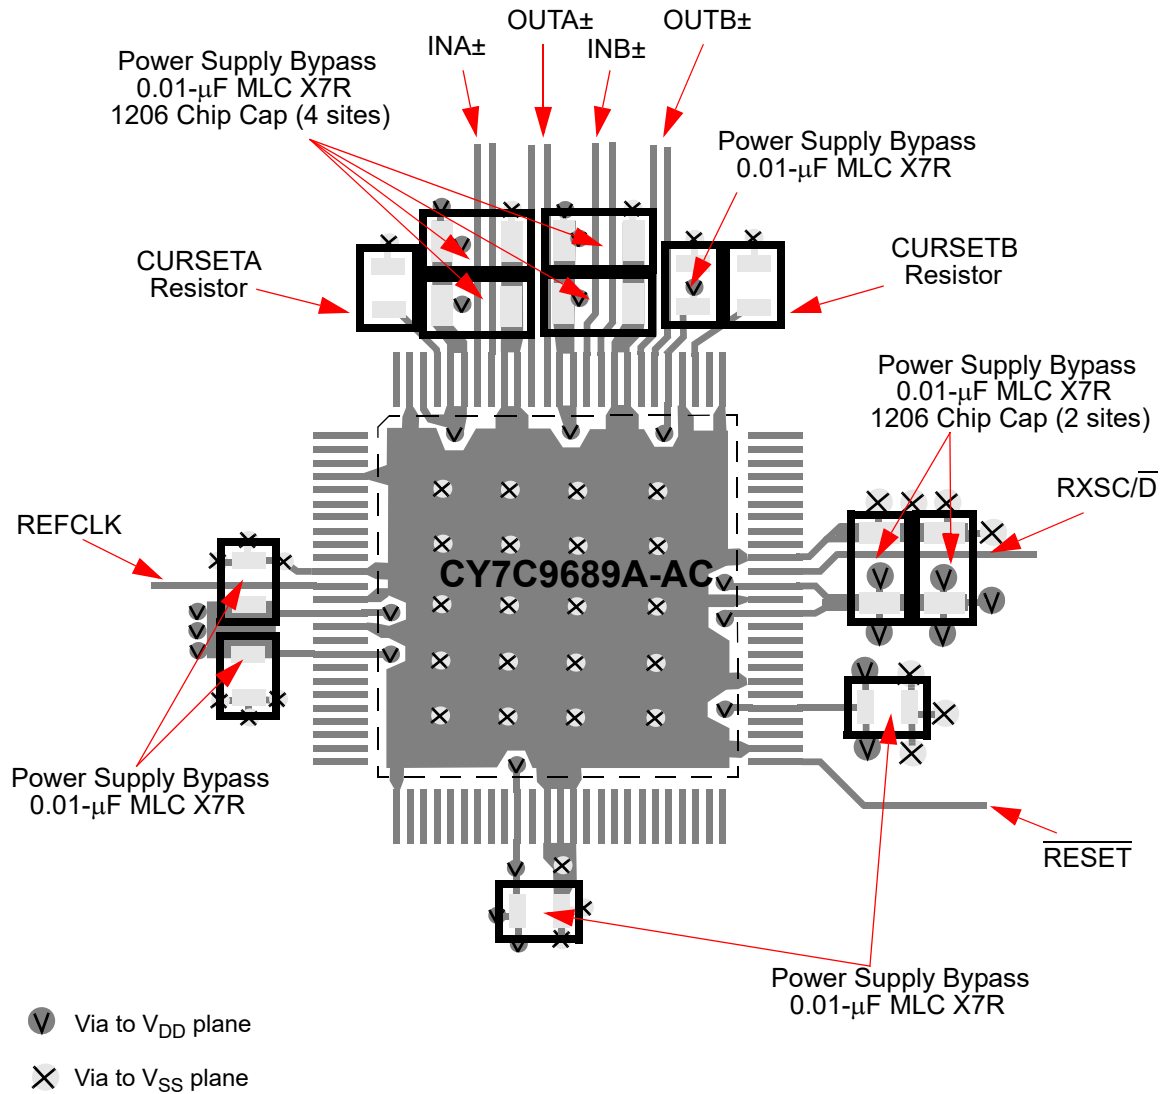 OUTA±
OUTB±
INA±
INB±
Power Supply Bypass
0.01-μF MLC X7R
1206 Chip Cap (4 sites)
Power Supply Bypass
0.01-μF MLC X7R
CURSETA
Resistor
CURSETB
Resistor
Power Supply Bypass
0.01-μF MLC X7R
1206 Chip Cap (2 sites)
RXSC/D̅
REFCLK
CY7C9689A-AC
Power Supply Bypass
0.01-μF MLC X7R
R̅E̅S̅E̅T̅
Power Supply Bypass
0.01-μF MLC X7R
V Via to VDD plane
X Via to VSS plane